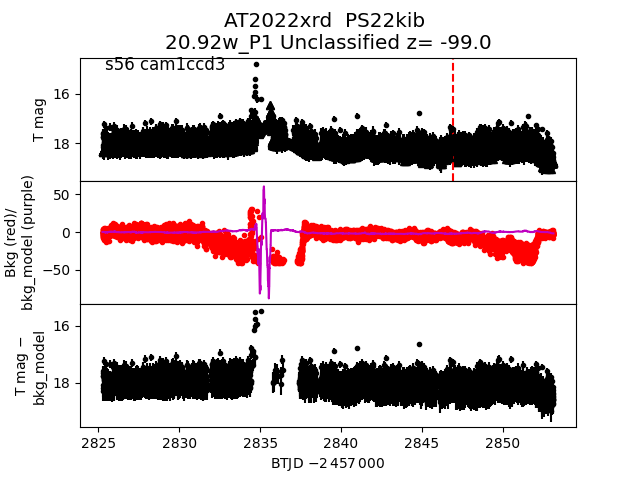 AT2022xrd  PS22kib
20.92w_P1 Unclassified z= -99.0
s56 cam1ccd3
T mag
16
18
Bkg (red)/
bkg_model (purple)
50
0
−50
T mag −
bkg_model
16
18
2825
2830
2835
2840
2845
2850
BTJD −2 457 000